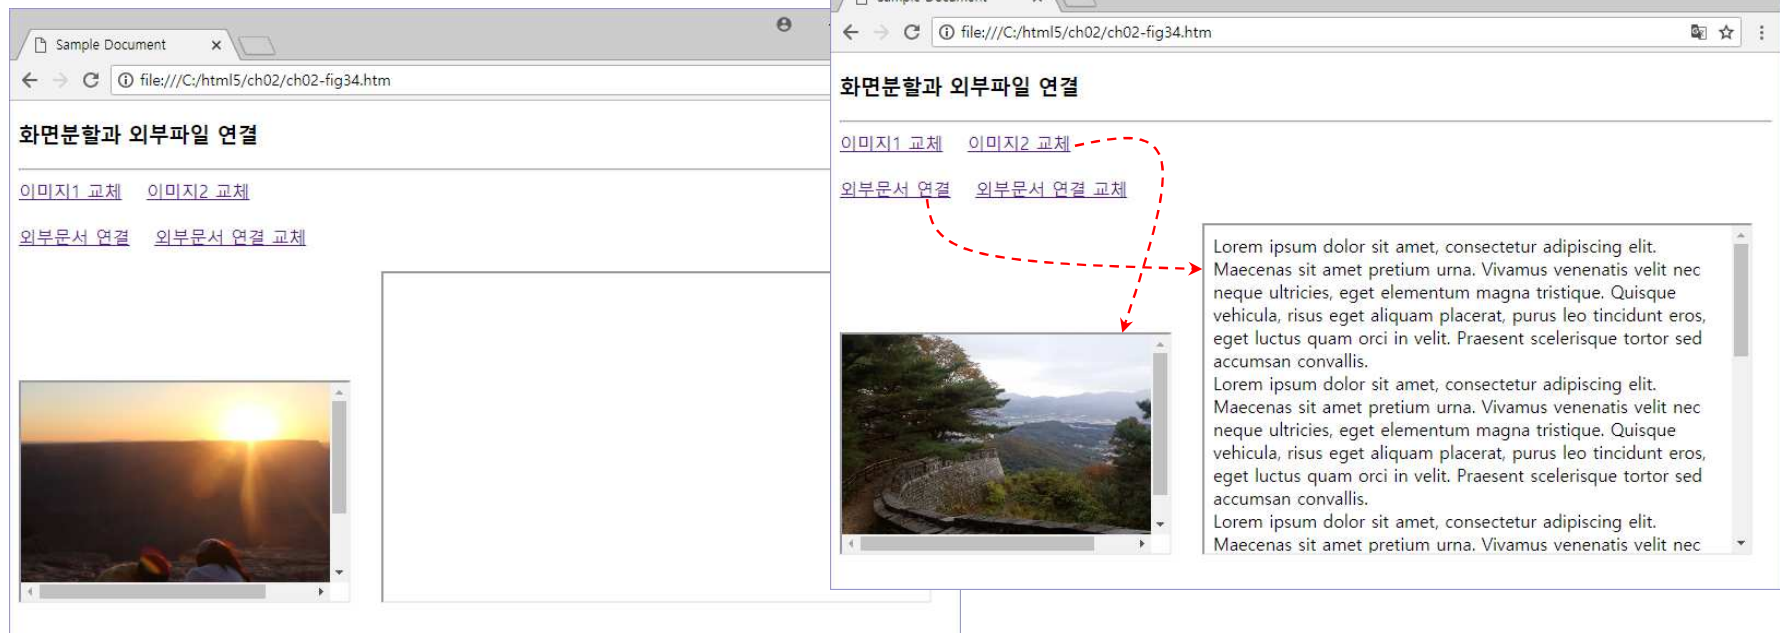 Sample Document
file:///C:/html5/ch02/ch02-fig34.htm
화면분할과 외부파일 연결
이미지1 교체 이미지2 교체
외부문서 연결 외부문서 연결 교체
Sample Document
file:///C:/html5/ch02/ch02-fig34.htm
화면분할과 외부파일 연결
이미지1 교체 이미지2 교체
외부문서 연결 외부문서 연결 교체
Lorem ipsum dolor sit amet, consectetur adipiscing elit.
Maecenas sit amet pretium urna. Vivamus venenatis velit nec
neque ultricies, eget elementum magna tristique. Quisque
vehicula, risus eget aliquam placerat, purus leo tincidunt eros,
eget luctus quam orci in velit. Praesent scelerisque tortor sed
accumsan convallis.
Lorem ipsum dolor sit amet, consectetur adipiscing elit.
Maecenas sit amet pretium urna. Vivamus venenatis velit nec
neque ultricies, eget elementum magna tristique. Quisque
vehicula, risus eget aliquam placerat, purus leo tincidunt eros,
eget luctus quam orci in velit. Praesent scelerisque tortor sed
accumsan convallis.
Lorem ipsum dolor sit amet, consectetur adipiscing elit.
Maecenas sit amet pretium urna. Vivamus venenatis velit nec